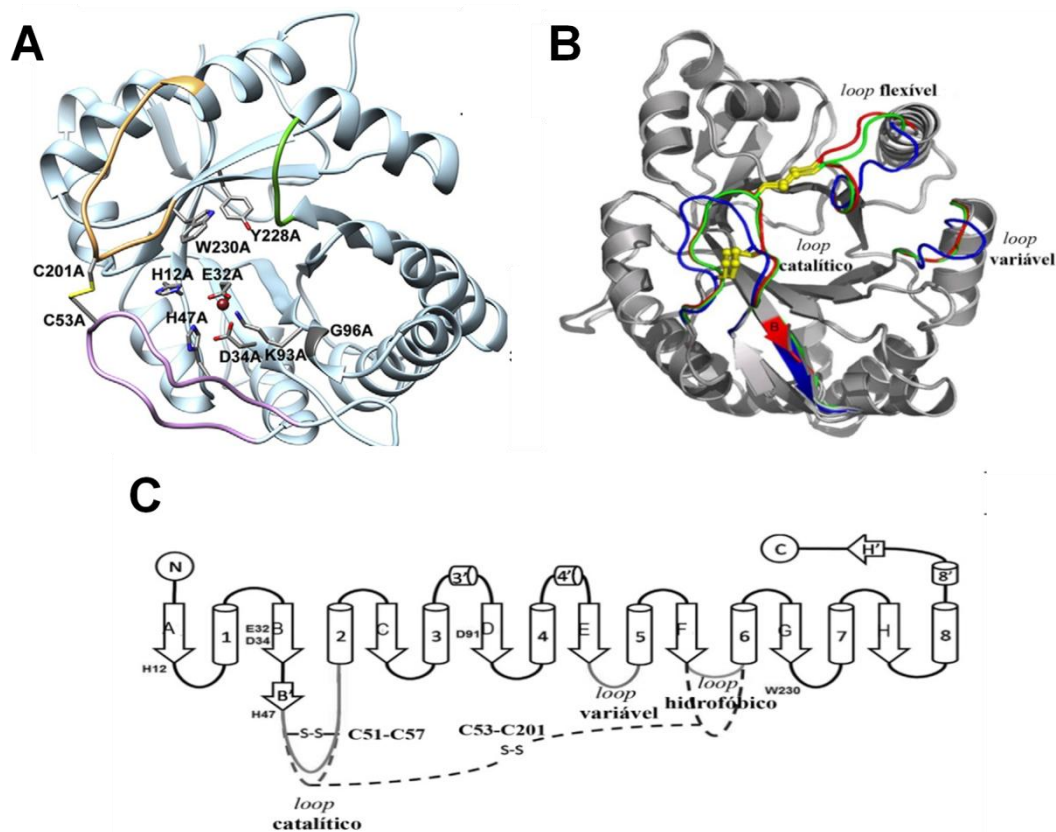 A
Y228A
W230A
C201A
H12A
E32A
H47A
C53A
G96A
D34A
K93A
B
loop flexível
loop
catalítico
loop
variável
B
C
N
C
H'
8'
3'
4'
A
1
E32
D34
B
2
C
3
D91
D
4
E
5
F
6
G
7
H
8
H12
B'
H47
loop
variável
loop
hidrofóbico
W230
S-S
C51-C57
C53-C201
S-S
loop
catalítico